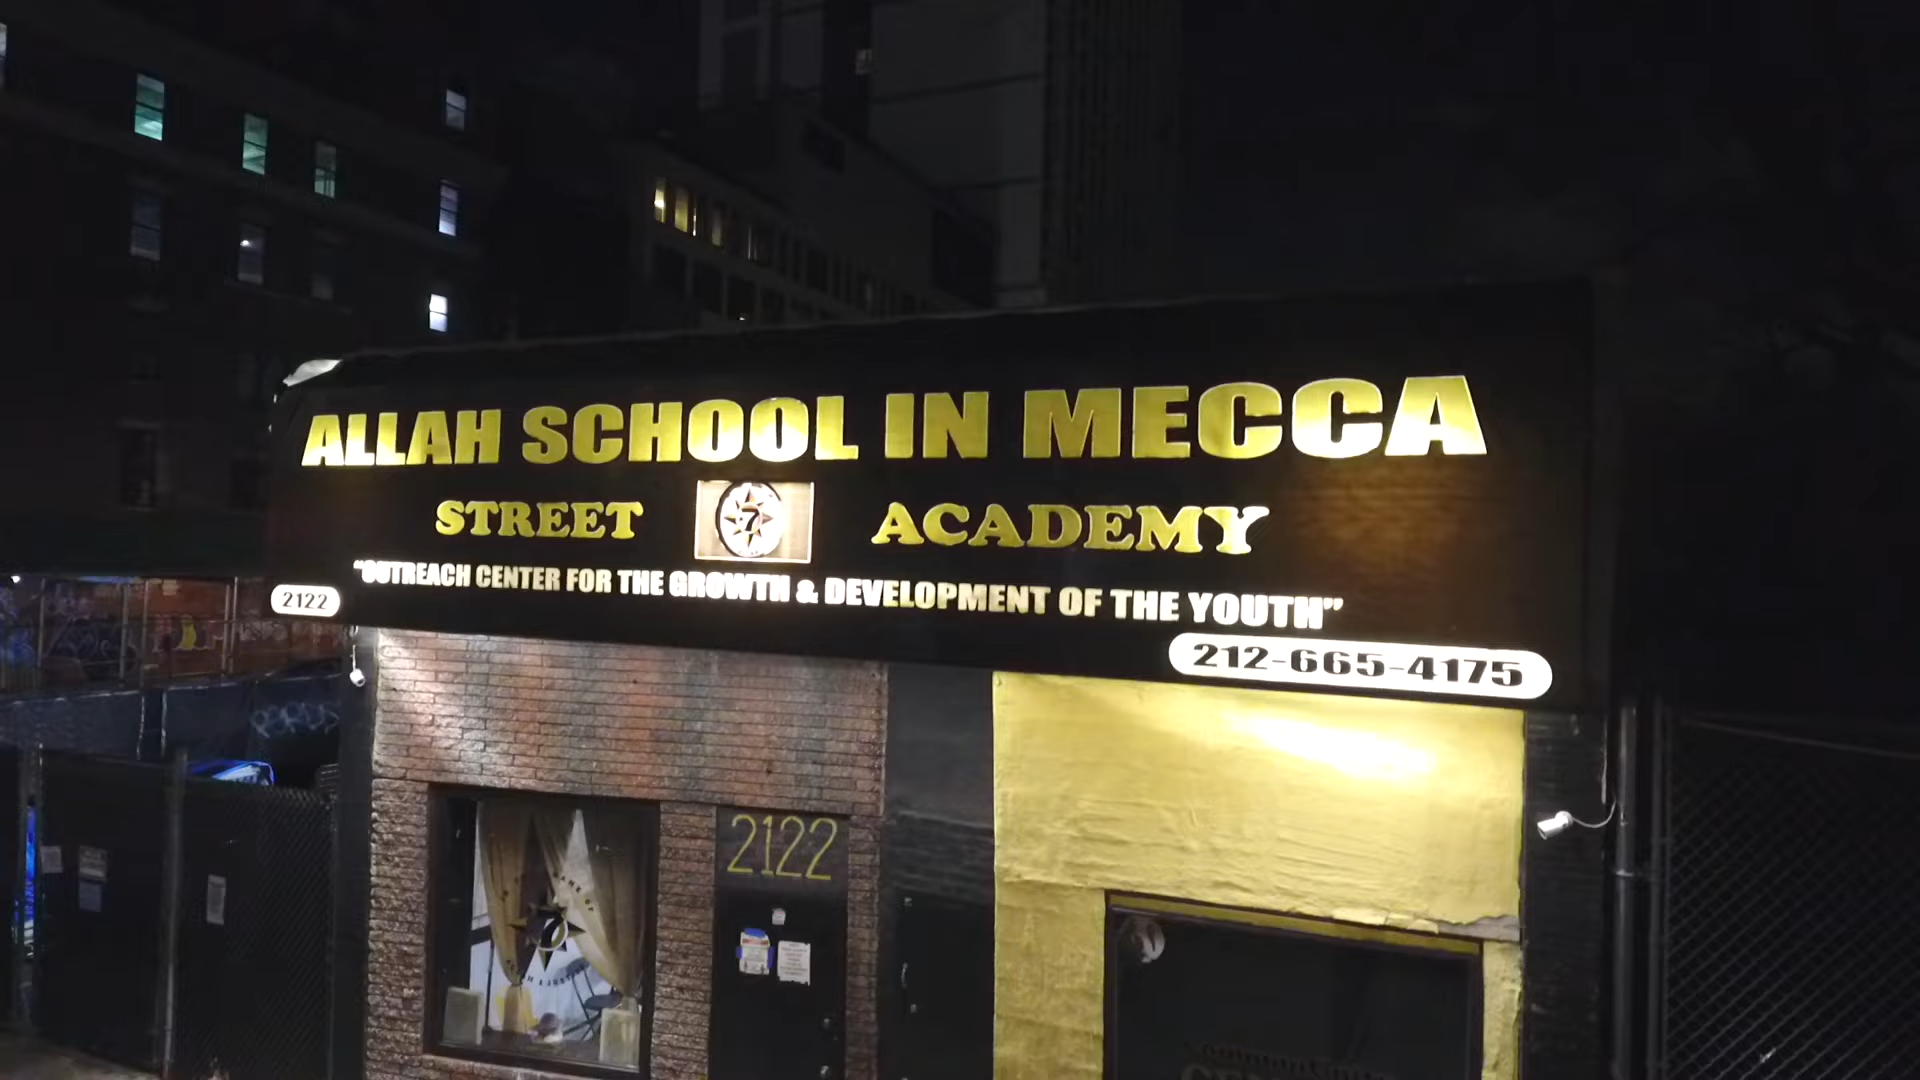 ALLAH SCHOOL IN MECCA
STREET 7 ACADEMY
"OUTREACH CENTER FOR THE GROWTH & DEVELOPMENT OF THE YOUTH"
2122
212-665-4175
2122